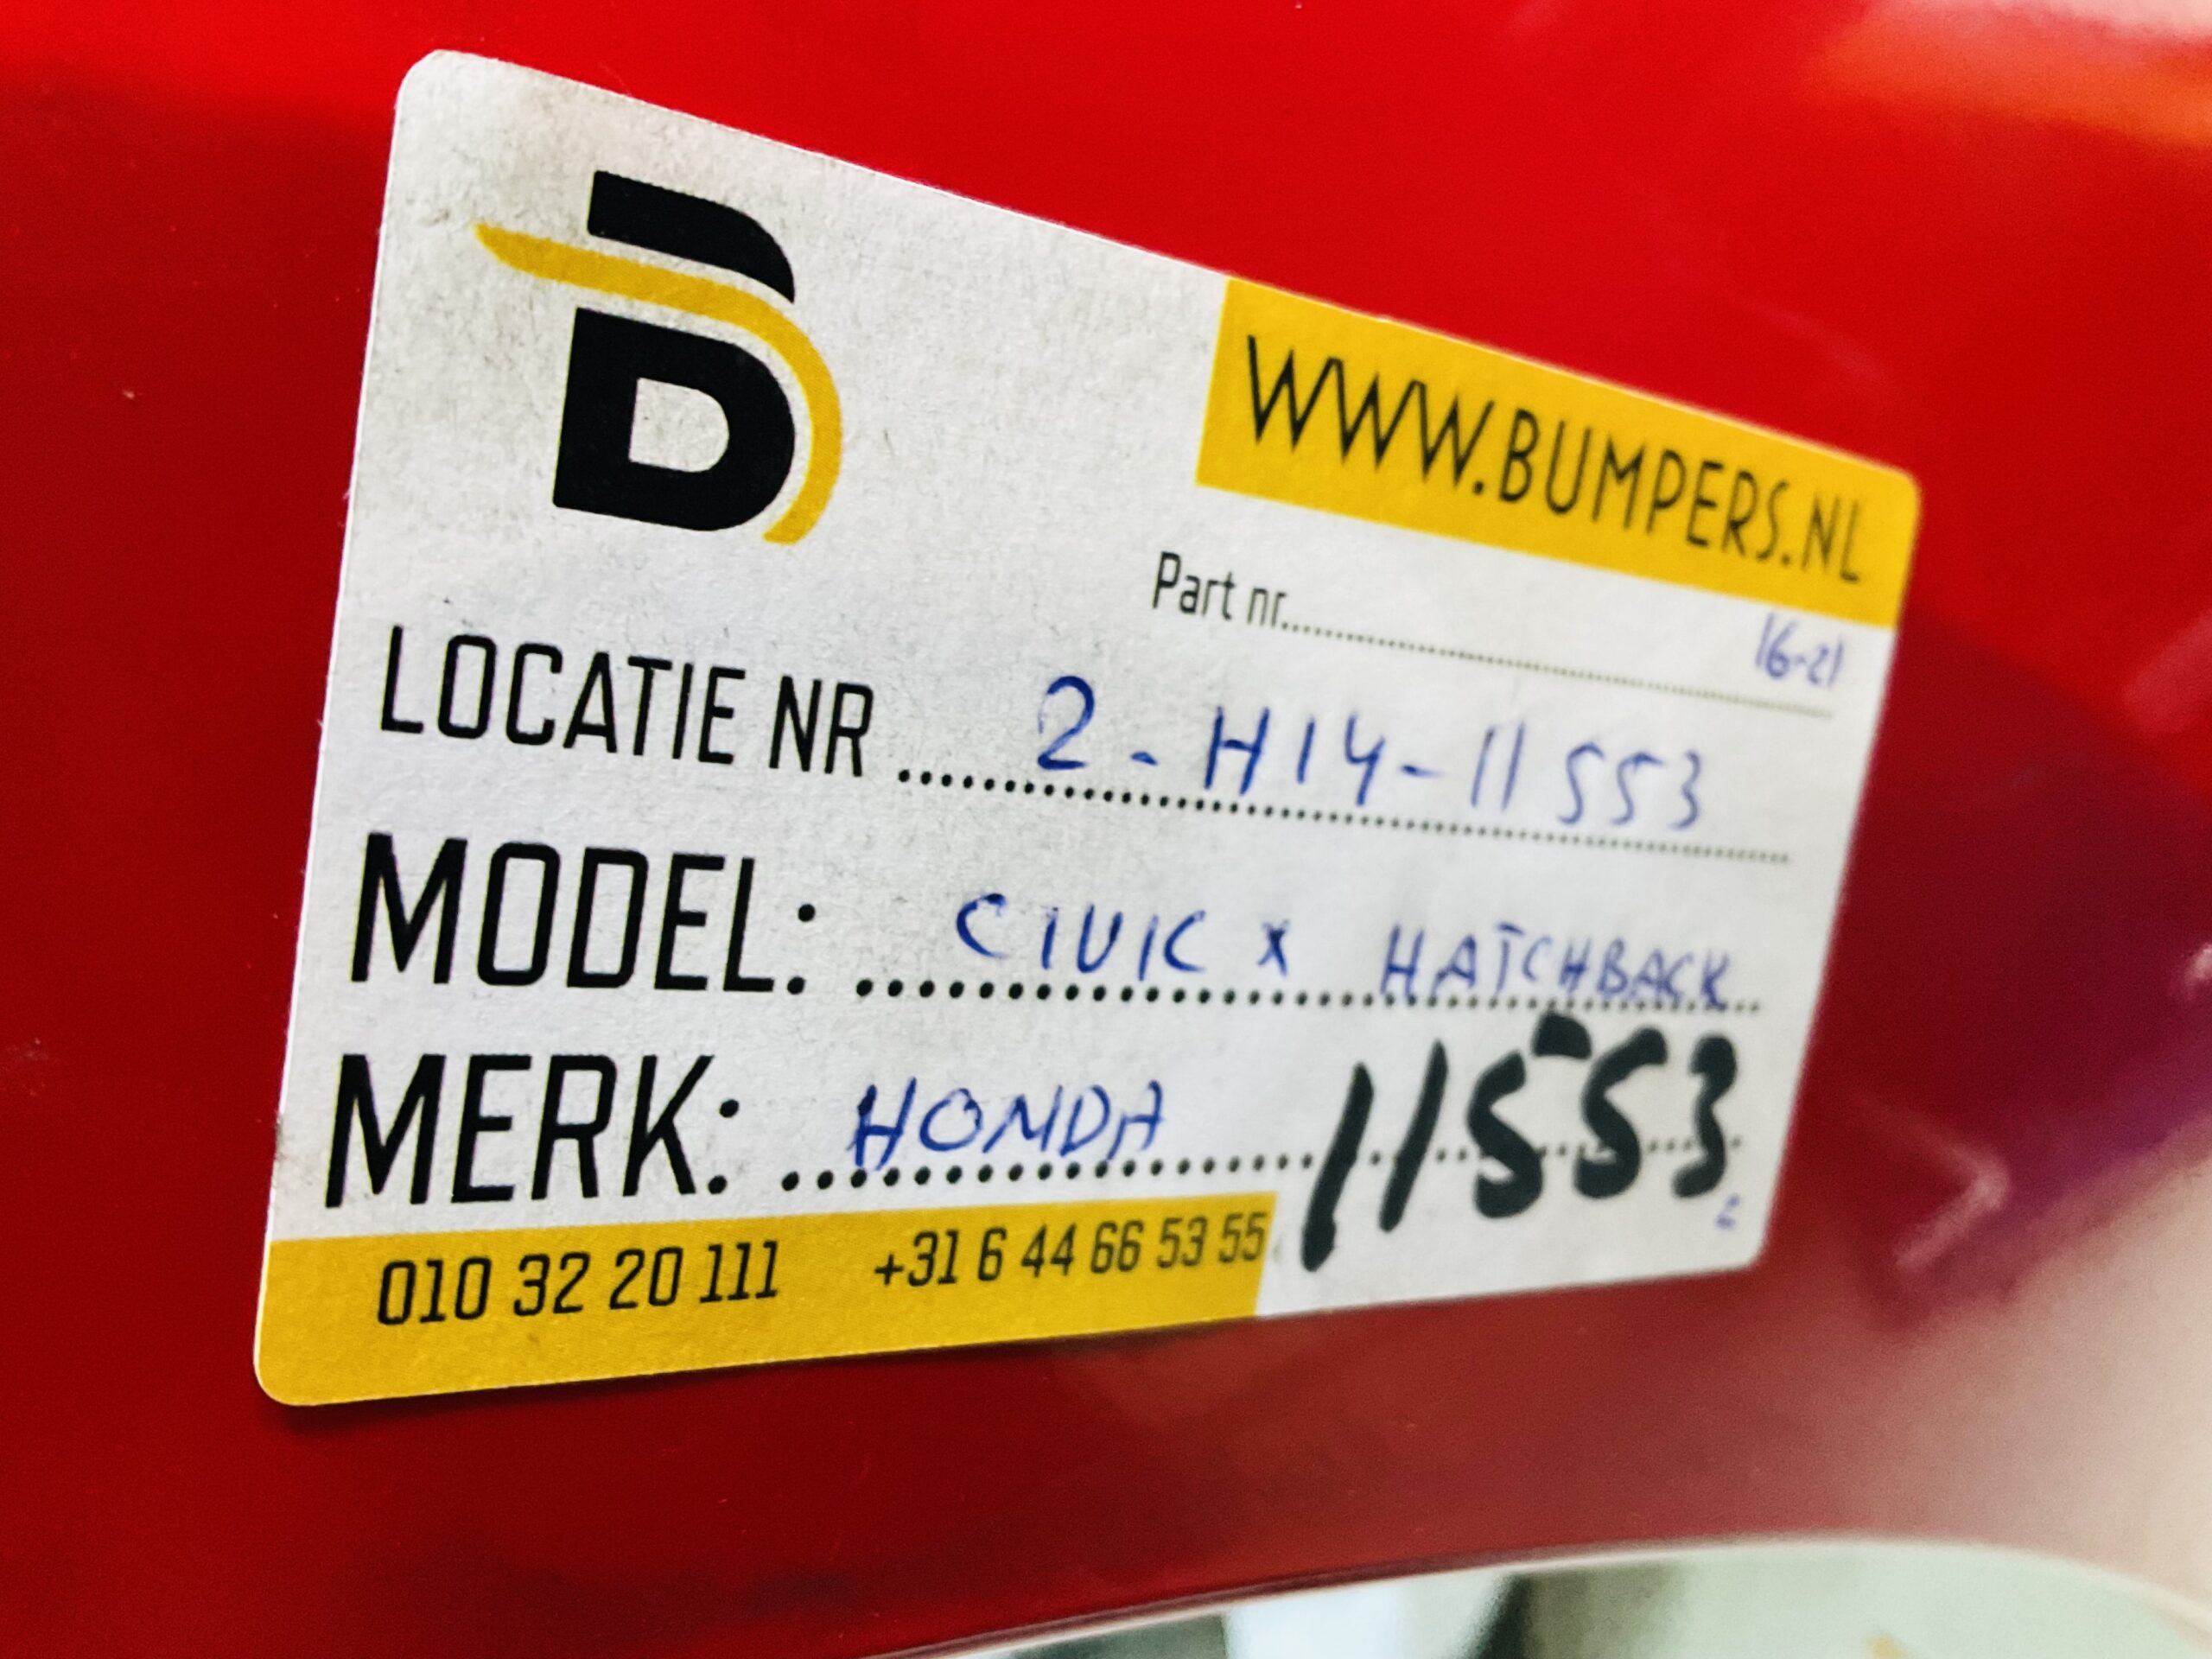 B
WWW.BUMPERS.NL
Part nr. 16-21
LOCATIE NR 2-H14-11553
MODEL: CIVIC X HATCHBACK
MERK: HONDA 11553
010 32 20 111 +31 6 44 66 53 55